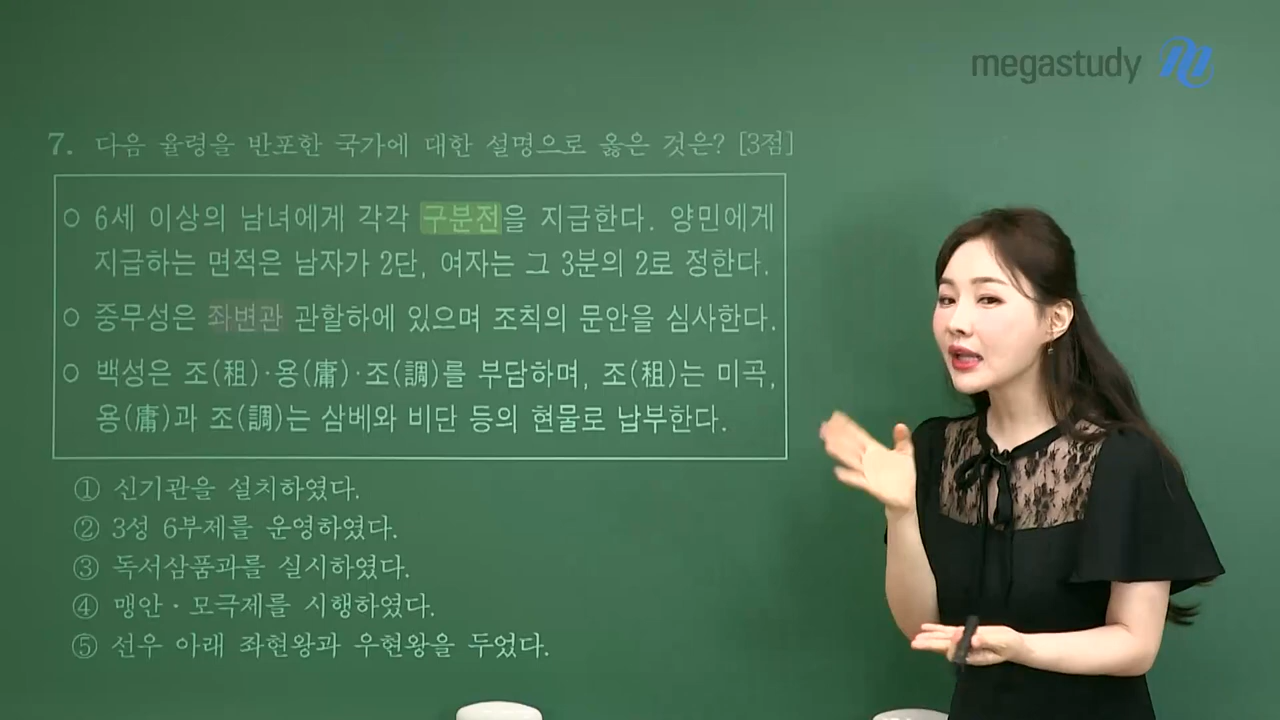 megastudy
7. 다음 율령을 반포한 국가에 대한 설명으로 옳은 것은? [3점]
○ 6세 이상의 남녀에게 각각 구분전을 지급한다. 양민에게
지급하는 면적은 남자가 2단, 여자는 그 3분의 2로 정한다.
○ 중무성은 좌변관 관할하에 있으며 조칙의 문안을 심사한다.
○ 백성은 조(租)·용(庸)·조(調)를 부담하며, 조(租)는 미곡,
용(庸)과 조(調)는 삼베와 비단 등의 현물로 납부한다.
① 신기관을 설치하였다.
② 3성 6부제를 운영하였다.
③ 독서삼품과를 실시하였다.
④ 맹안·모극제를 시행하였다.
⑤ 선우 아래 좌현왕과 우현왕을 두었다.